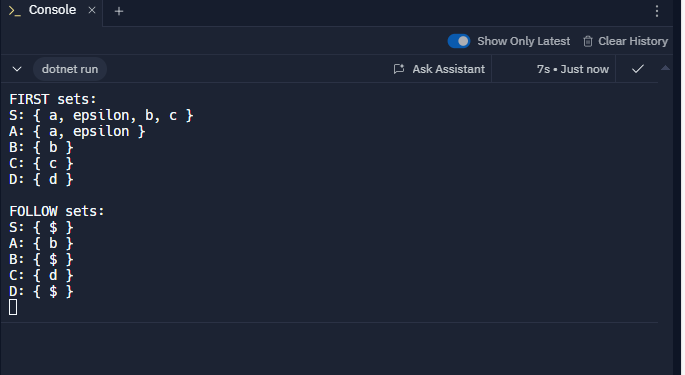 Console
Show Only Latest
Clear History
dotnet run
Ask Assistant
7s • Just now
FIRST sets:
S: { a, epsilon, b, c }
A: { a, epsilon }
B: { b }
C: { c }
D: { d }
FOLLOW sets:
S: { $ }
A: { b }
B: { $ }
C: { d }
D: { $ }